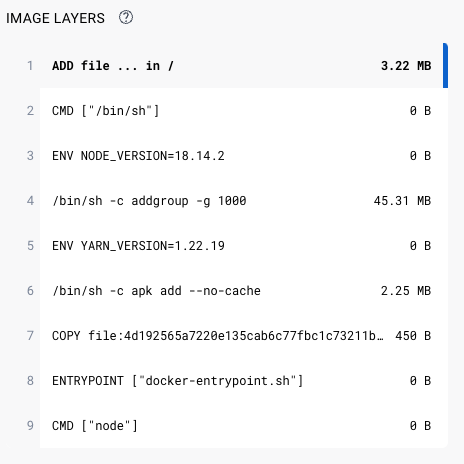 IMAGE LAYERS ?
1 ADD file ... in / 3.22 MB
2 CMD ["/bin/sh"] 0 B
3 ENV NODE_VERSION=18.14.2 0 B
4 /bin/sh -c addgroup -g 1000 45.31 MB
5 ENV YARN_VERSION=1.22.19 0 B
6 /bin/sh -c apk add --no-cache 2.25 MB
7 COPY file:4d192565a7220e135cab6c77fbc1c73211b… 450 B
8 ENTRYPOINT ["docker-entrypoint.sh"] 0 B
9 CMD ["node"] 0 B